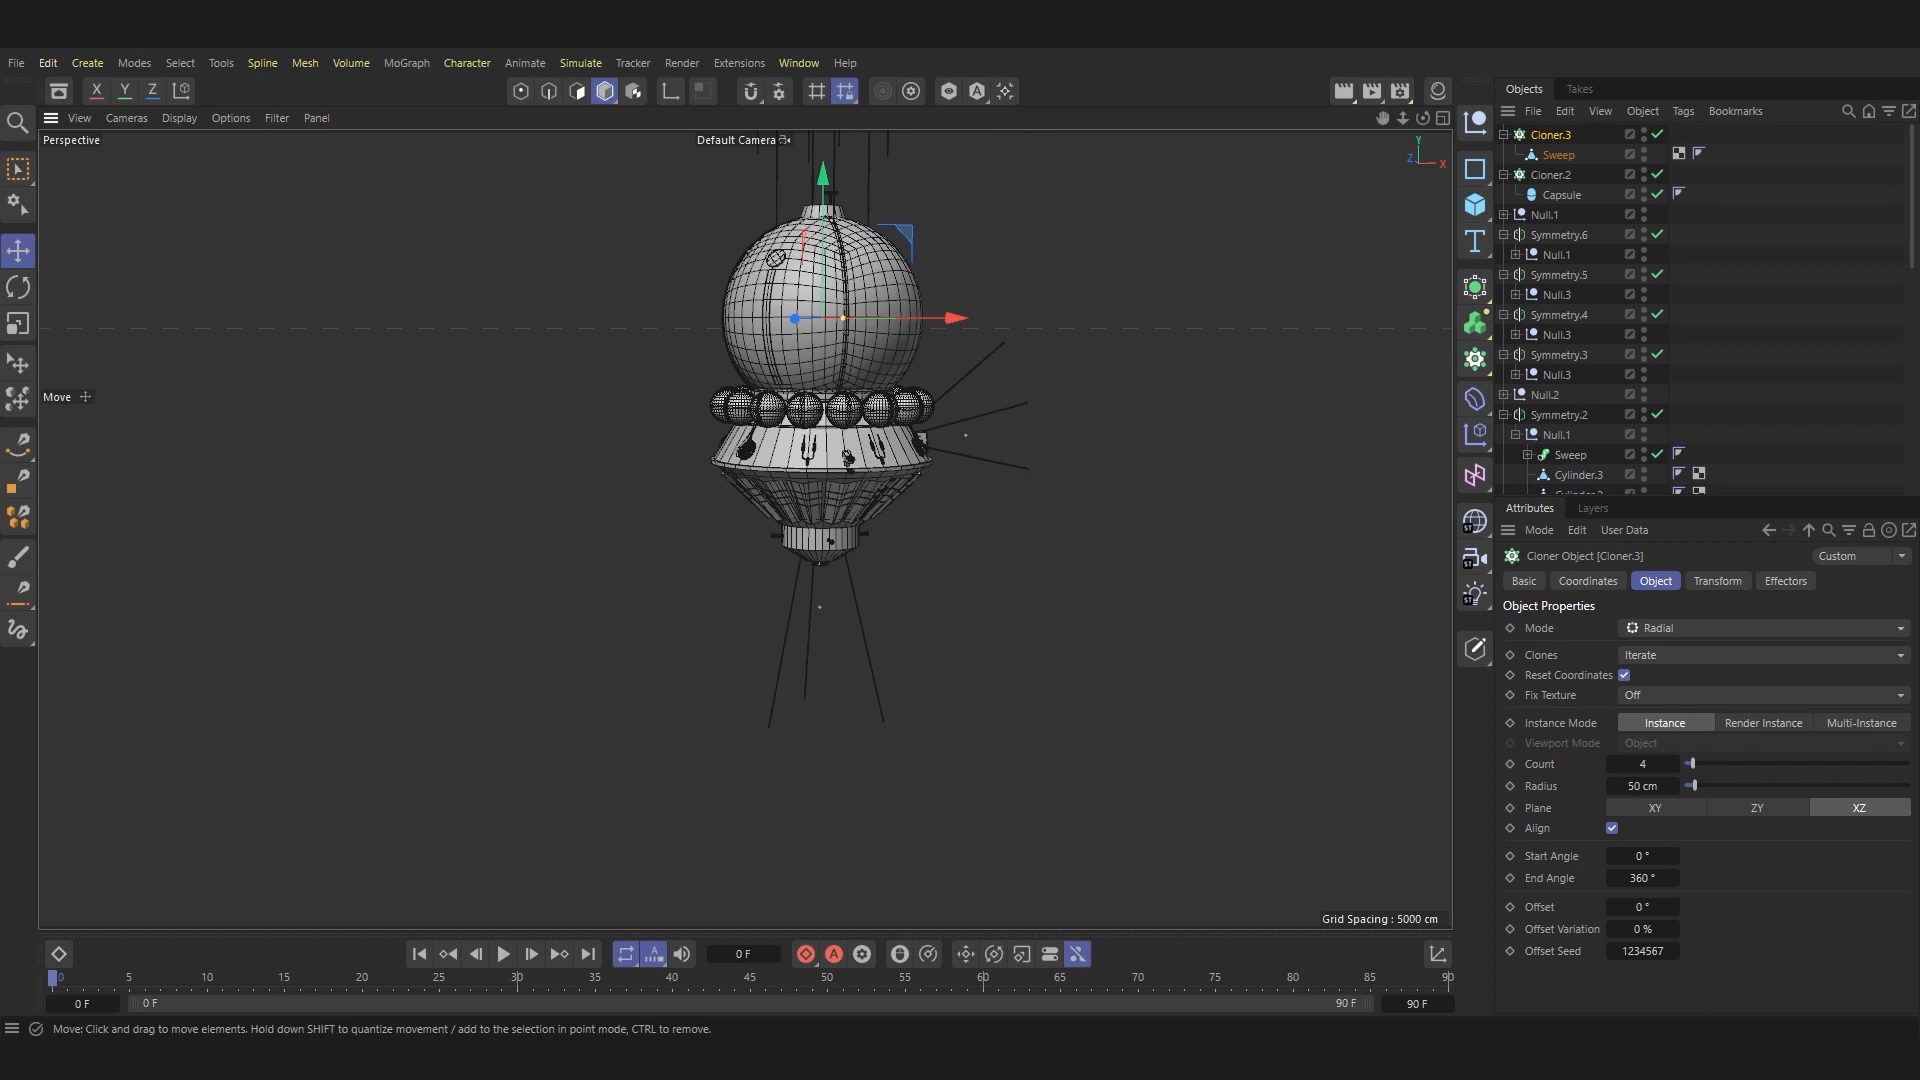 File Edit Create Modes Select Tools Spline Mesh Volume MoGraph Character Animate Simulate Tracker Render Extensions Window Help
X Y Z
View Cameras Display Options Filter Panel
Perspective
Default Camera
Y
Z X
Move
Grid Spacing : 5000 cm
Objects Takes
File Edit View Object Tags Bookmarks
Cloner.3
Sweep
Cloner.2
Capsule
Null.1
Symmetry.6
Null.1
Symmetry.5
Null.3
Symmetry.4
Null.3
Symmetry.3
Null.3
Null.2
Symmetry.2
Null.1
Sweep
Cylinder.3
Attributes Layers
Mode Edit User Data
Cloner Object [Cloner.3] Custom
Basic Coordinates Object Transform Effectors
Object Properties
Mode Radial
Clones Iterate
Reset Coordinates
Fix Texture Off
Instance Mode Instance Render Instance Multi-Instance
Viewport Mode Object
Count 4
Radius 50 cm
Plane XY ZY XZ
Align
Start Angle 0 °
End Angle 360 °
Offset 0 °
Offset Variation 0 %
Offset Seed 1234567
0 F
0 5 10 15 20 25 30 35 40 45 50 55 60 65 70 75 80 85 90
0 F 0 F 90 F 90 F
Move: Click and drag to move elements. Hold down SHIFT to quantize movement / add to the selection in point mode, CTRL to remove.